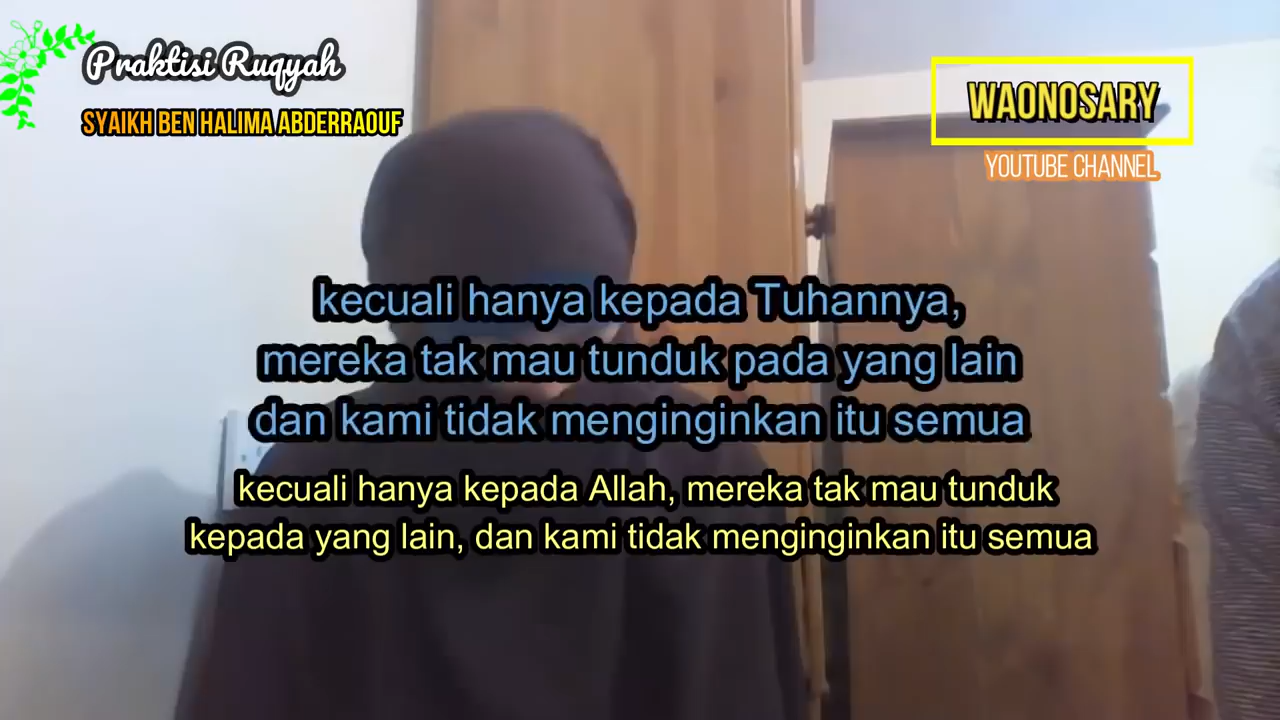 Praktisi Ruqyah
SYAIKH BEN HALIMA ABDERRAOUF
WAONOSARY
YOUTUBE CHANNEL
kecuali hanya kepada Tuhannya,
mereka tak mau tunduk pada yang lain
dan kami tidak menginginkan itu semua
kecuali hanya kepada Allah, mereka tak mau tunduk
kepada yang lain, dan kami tidak menginginkan itu semua